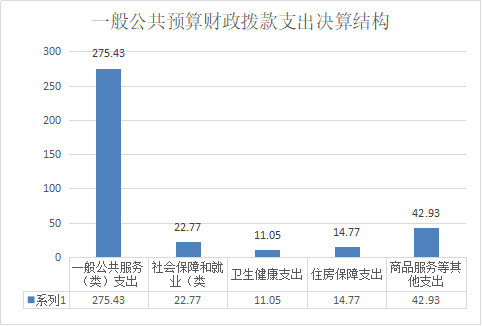 一般公共预算财政拨款支出决算结构
300
250
200
150
100
50
0
275.43
22.77
11.05
14.77
42.93
一般公共服务
（类）支出
社会保障和就
业（类
卫生健康支出
住房保障支出
商品服务等其
他支出
系列1 275.43 22.77 11.05 14.77 42.93